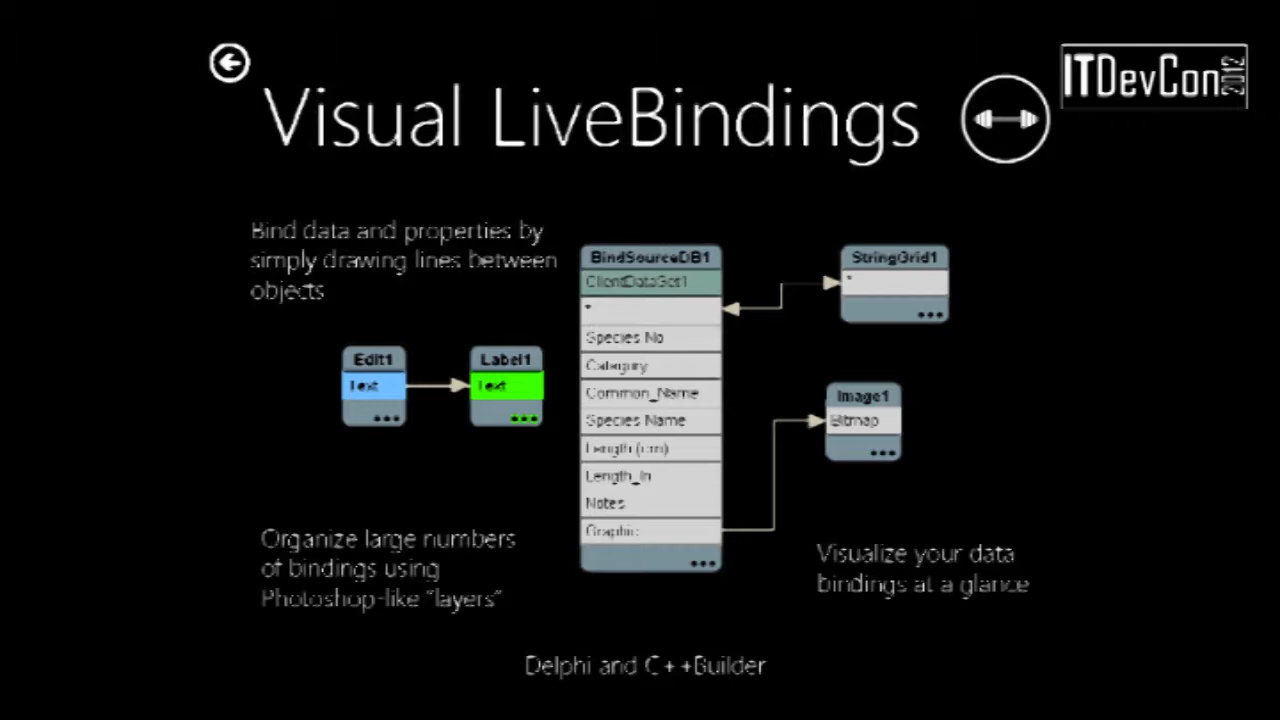 ITDevCon 2012
Visual LiveBindings
Bind data and properties by
simply drawing lines between
objects
Edit1
Text
Label1
Text
BindSourceDB1
ClientDataSet1
*
Species No
Category
Common_Name
Species Name
Length (cm)
Length_In
Notes
Graphic
StringGrid1
*
Image1
Bitmap
Organize large numbers
of bindings using
Photoshop-like "layers"
Visualize your data
bindings at a glance
Delphi and C++Builder